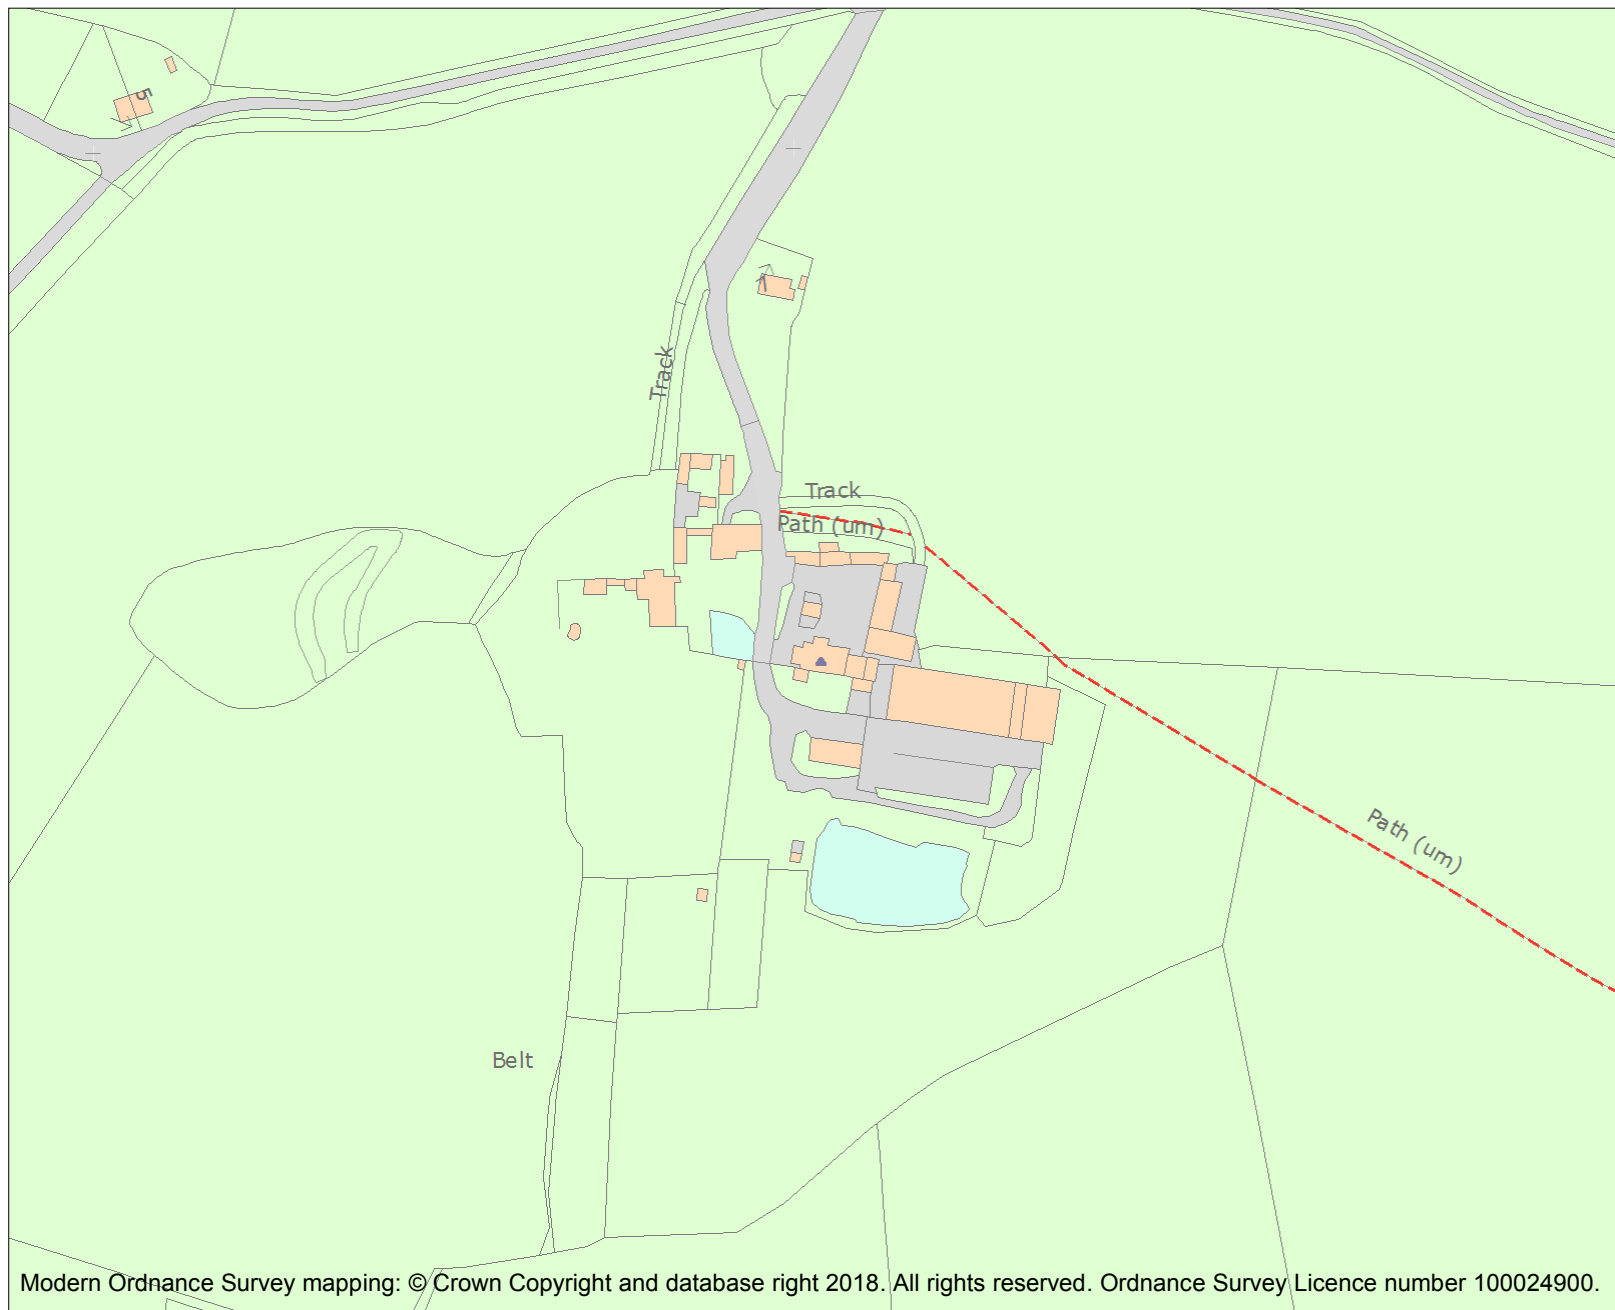 5
1
Track
Track
Path (um)
Path (um)
Belt
Modern Ordnance Survey mapping: © Crown Copyright and database right 2018. All rights reserved. Ordnance Survey Licence number 100024900.